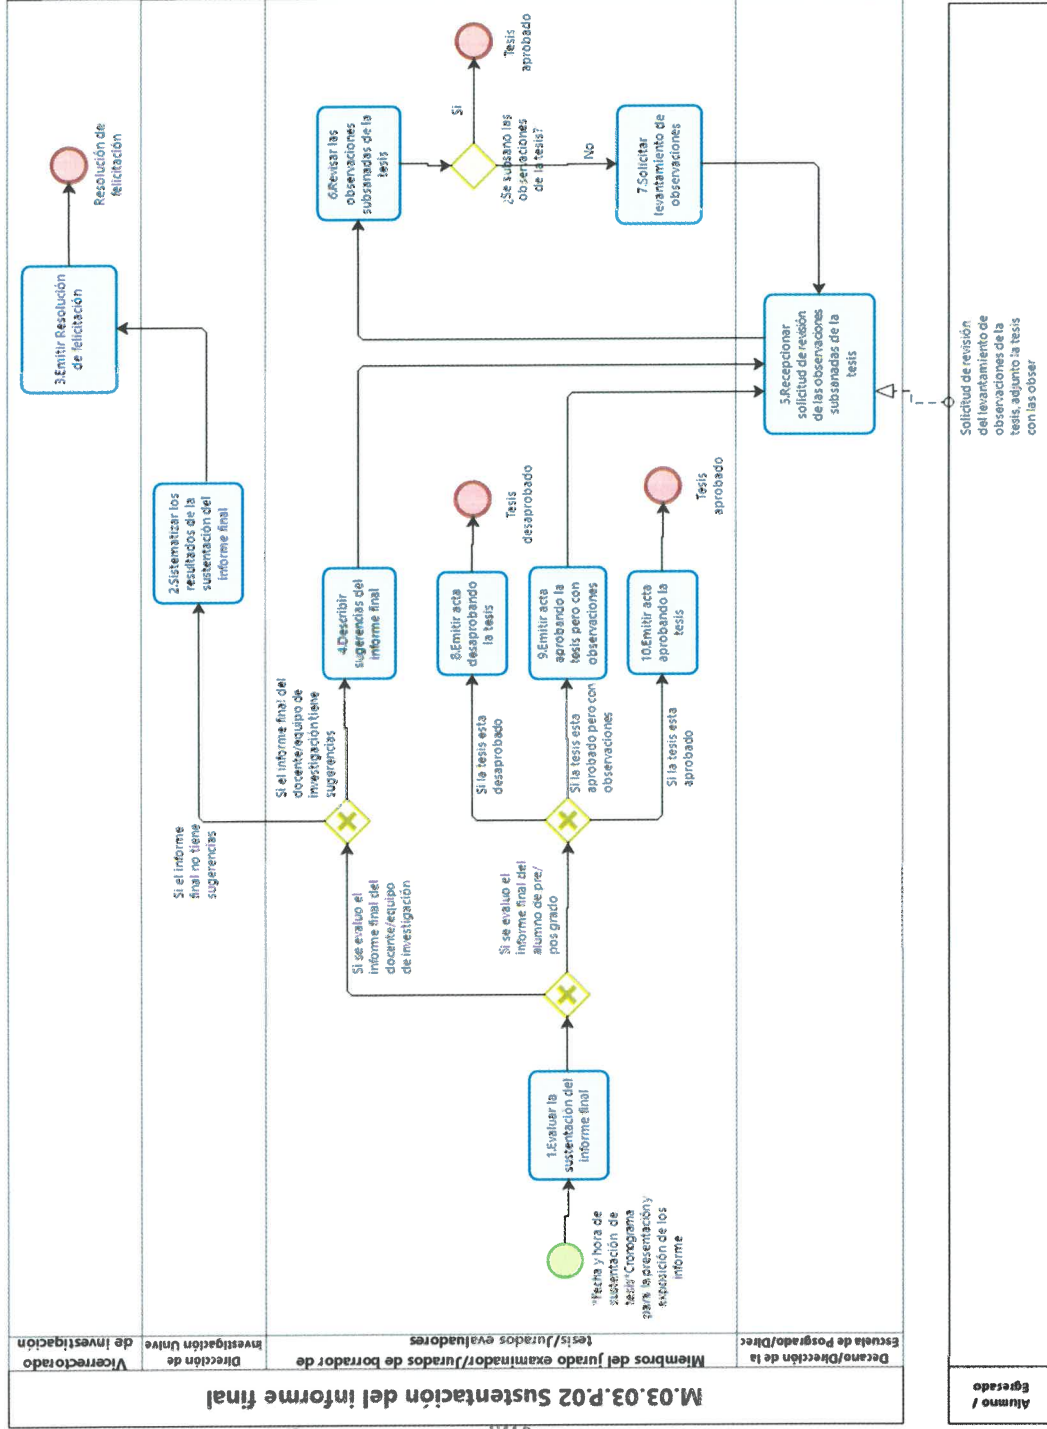 M.03.03.P.02 Sustentación del informe final
Vicerrectorado
de investigación
3.Emitir Resolución
de felicitación
Resolución de
felicitación
Dirección de
Investigación Unive
Si el informe
final no tiene
sugerencias
2.Sistematizar los
resultados de la
sustentación del
informe final
Miembros del jurado examinador/Jurados de borrador de
tesis/Jurados evaluadores
*Fecha y hora de
sustentación de
tesis*Cronograma
para la presentación y
exposición de los
informe
1.Evaluar la
sustentación del
informe final
Si se evaluo el
informe final del
docente/equipo
de investigación
Si se evaluo el
informe final del
alumno de pre/
pos grado
Si el informe final del
docente/equipo de
investigación tiene
sugerencias
4.Describir
sugerencias del
informe final
Si la tesis esta
desaprobado
8.Emitir acta
desaprobando
la tesis
Tesis
desaprobado
Si la tesis esta
aprobado pero con
observaciones
9.Emitir acta
aprobando la
tesis pero con
observaciones
Si la tesis esta
aprobado
10.Emitir acta
aprobando la
tesis
Tesis
aprobado
6.Revisar las
observaciones
subsanadas de la
tesis
¿Se subsano las
observaciones
de la tesis?
Si
Tesis
aprobado
No
7.Solicitar
levantamiento de
observaciones
Decano/Direcciòn de la
Escuela de Posgrado/Direc
5.Recepcionar
solicitud de revisión
de las observaciones
subsanadas de la
tesis
Alumno /
Egresado
Solicitud de revisión
del levantamiento de
observaciones de la
tesis, adjunto la tesis
con las obser